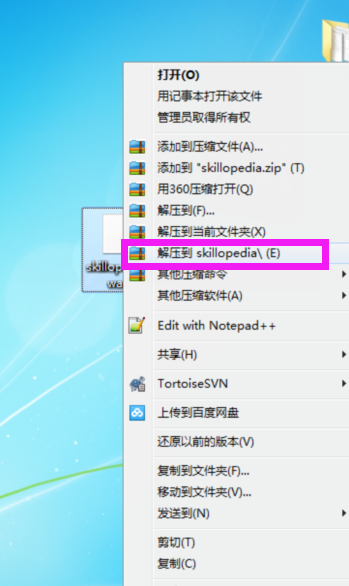 打开(O)
用记事本打开该文件
管理员取得所有权
添加到压缩文件(A)...
添加到 "skillopedia.zip" (T)
用360压缩打开(Q)
解压到(F)...
解压到当前文件夹(X)
解压到 skillopedia\ (E)
skillop
其他压缩命令
wa
其他压缩软件(A)
Edit with Notepad++
共享(H)
TortoiseSVN
上传到百度网盘
还原以前的版本(V)
复制到文件夹(F)...
移动到文件夹(V)...
发送到(N)
剪切(T)
复制(C)